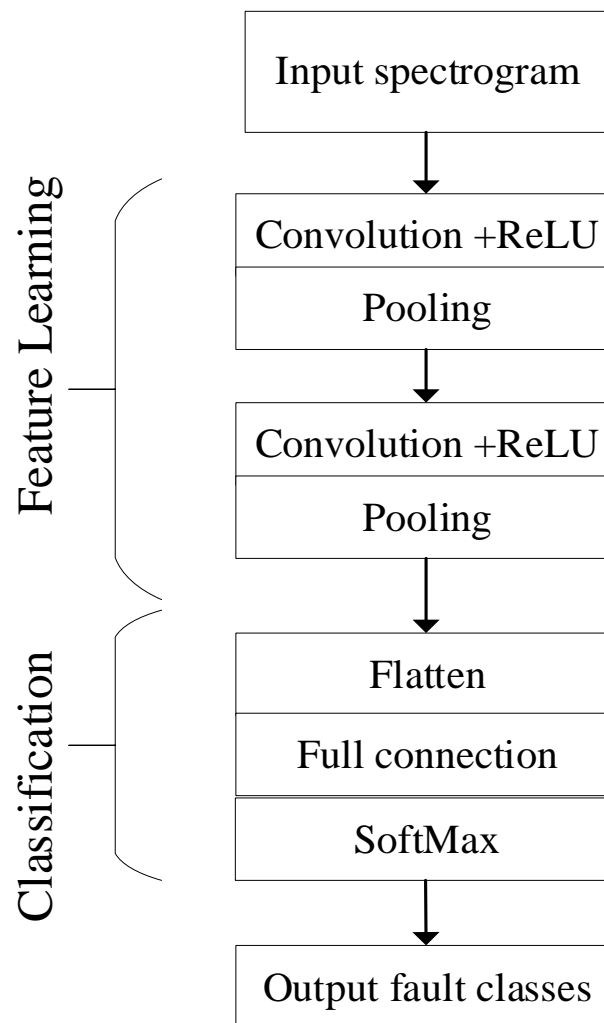 Input spectrogram
Feature Learning
Convolution +ReLU
Pooling
Convolution +ReLU
Pooling
Classification
Flatten
Full connection
SoftMax
Output fault classes